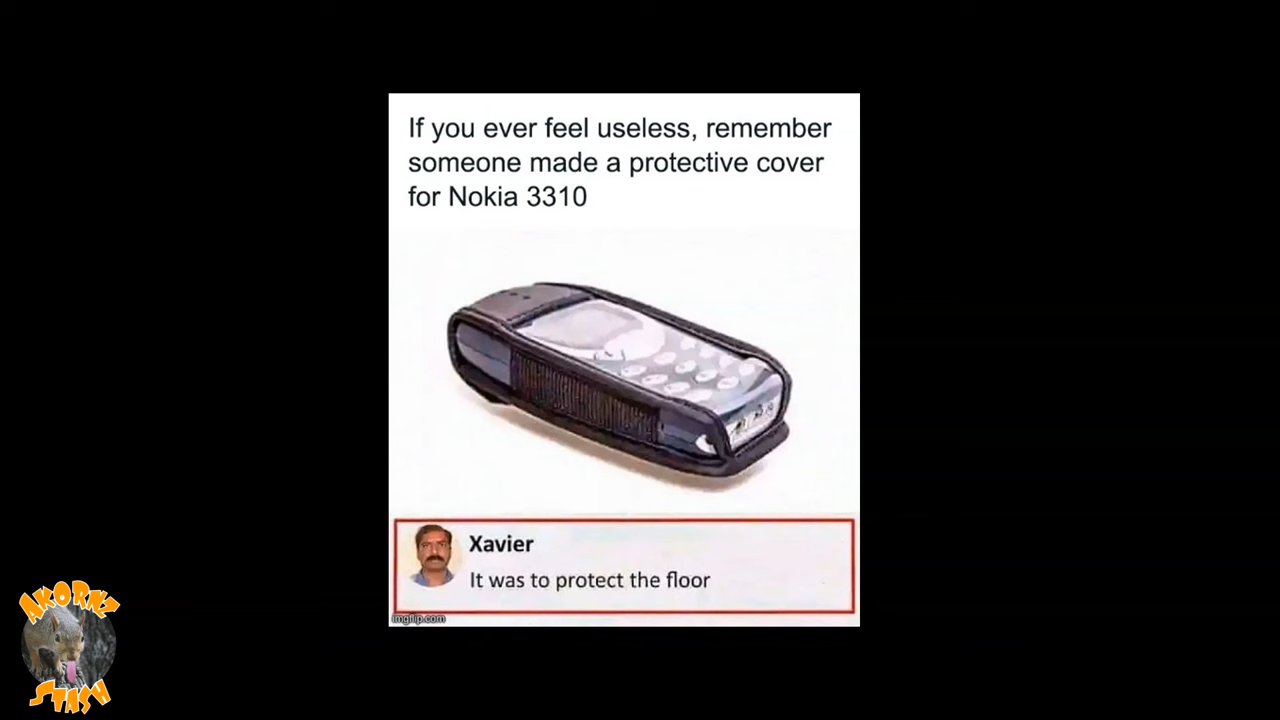 If you ever feel useless, remember
someone made a protective cover
for Nokia 3310
Xavier
It was to protect the floor
imgflip.com
AKORNZ
STASH